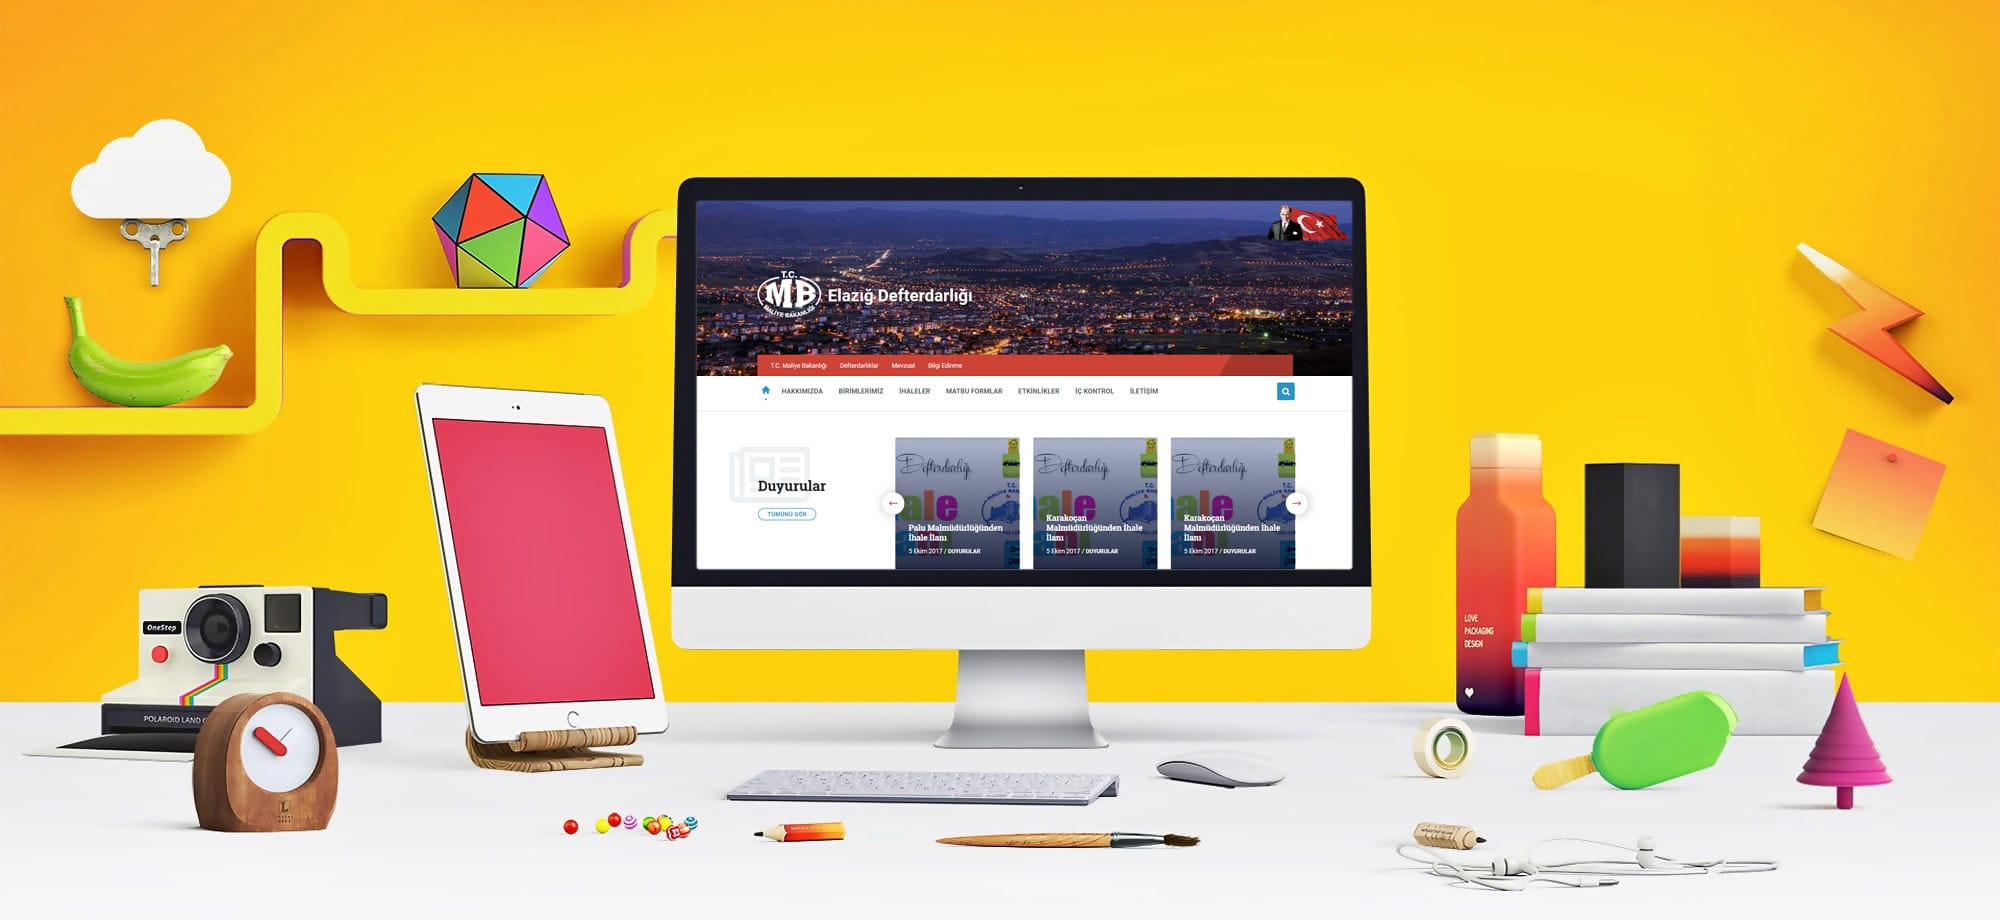 T.C.
MB
MALİYE BAKANLIĞI
Elazığ Defterdarlığı
T.C. Maliye Bakanlığı Defterdarlıklar Mevzuat Bilgi Edinme
HAKKIMIZDA BİRİMLERİMİZ İHALELER MATBU FORMLAR ETKİNLİKLER İÇ KONTROL İLETİŞİM
Duyurular
TÜMÜNÜ GÖR
Defterdarlığı
ale
T.C.
Palu Malmüdürlüğünden
İhale İlanı
5 Ekim 2017 / DUYURULAR
Defterdarlığı
ale
T.C.
Karakoçan
Malmüdürlüğünden İhale
İlanı
5 Ekim 2017 / DUYURULAR
Defterdarlığı
ale
T.C.
Karakoçan
Malmüdürlüğünden İhale
İlanı
5 Ekim 2017 / DUYURULAR
OneStep
POLAROID LAND C
L
LOVE
PACKAGING
DESIGN